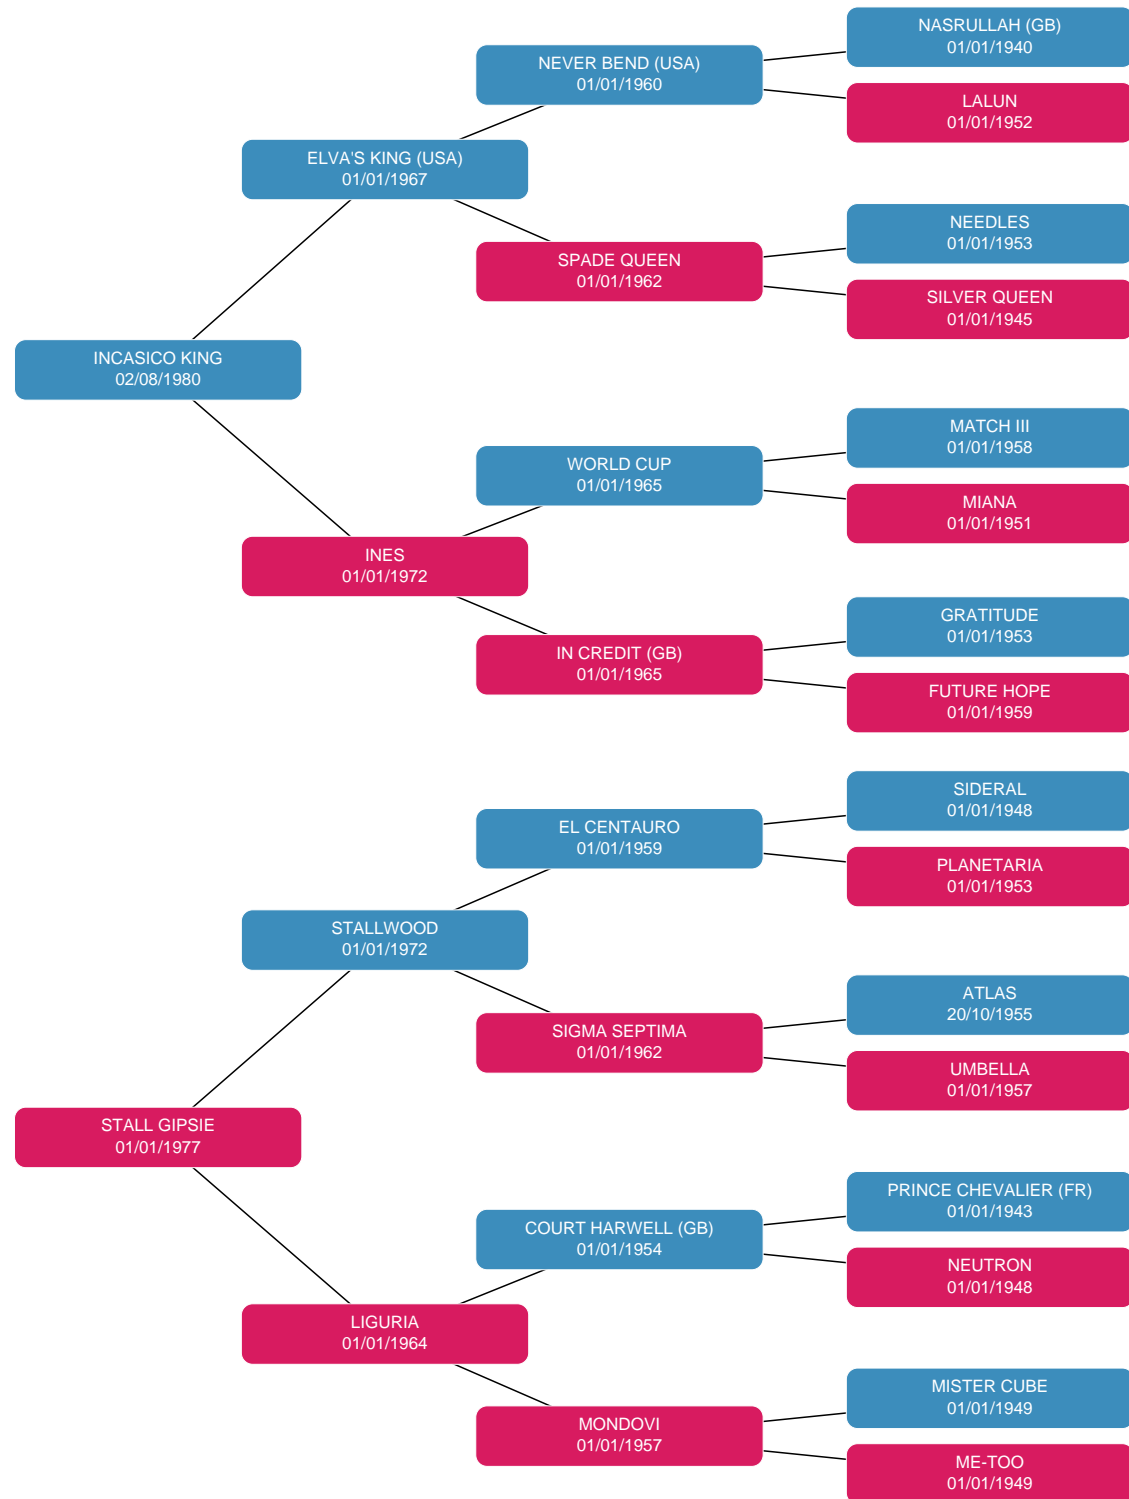 NASRULLAH (GB)
01/01/1940
NEVER BEND (USA)
01/01/1960
LALUN
01/01/1952
ELVA'S KING (USA)
01/01/1967
NEEDLES
01/01/1953
SPADE QUEEN
01/01/1962
SILVER QUEEN
01/01/1945
INCASICO KING
02/08/1980
MATCH III
01/01/1958
WORLD CUP
01/01/1965
MIANA
01/01/1951
INES
01/01/1972
GRATITUDE
01/01/1953
IN CREDIT (GB)
01/01/1965
FUTURE HOPE
01/01/1959
SIDERAL
01/01/1948
EL CENTAURO
01/01/1959
PLANETARIA
01/01/1953
STALLWOOD
01/01/1972
ATLAS
20/10/1955
SIGMA SEPTIMA
01/01/1962
UMBELLA
01/01/1957
STALL GIPSIE
01/01/1977
PRINCE CHEVALIER (FR)
01/01/1943
COURT HARWELL (GB)
01/01/1954
NEUTRON
01/01/1948
LIGURIA
01/01/1964
MISTER CUBE
01/01/1949
MONDOVI
01/01/1957
ME-TOO
01/01/1949